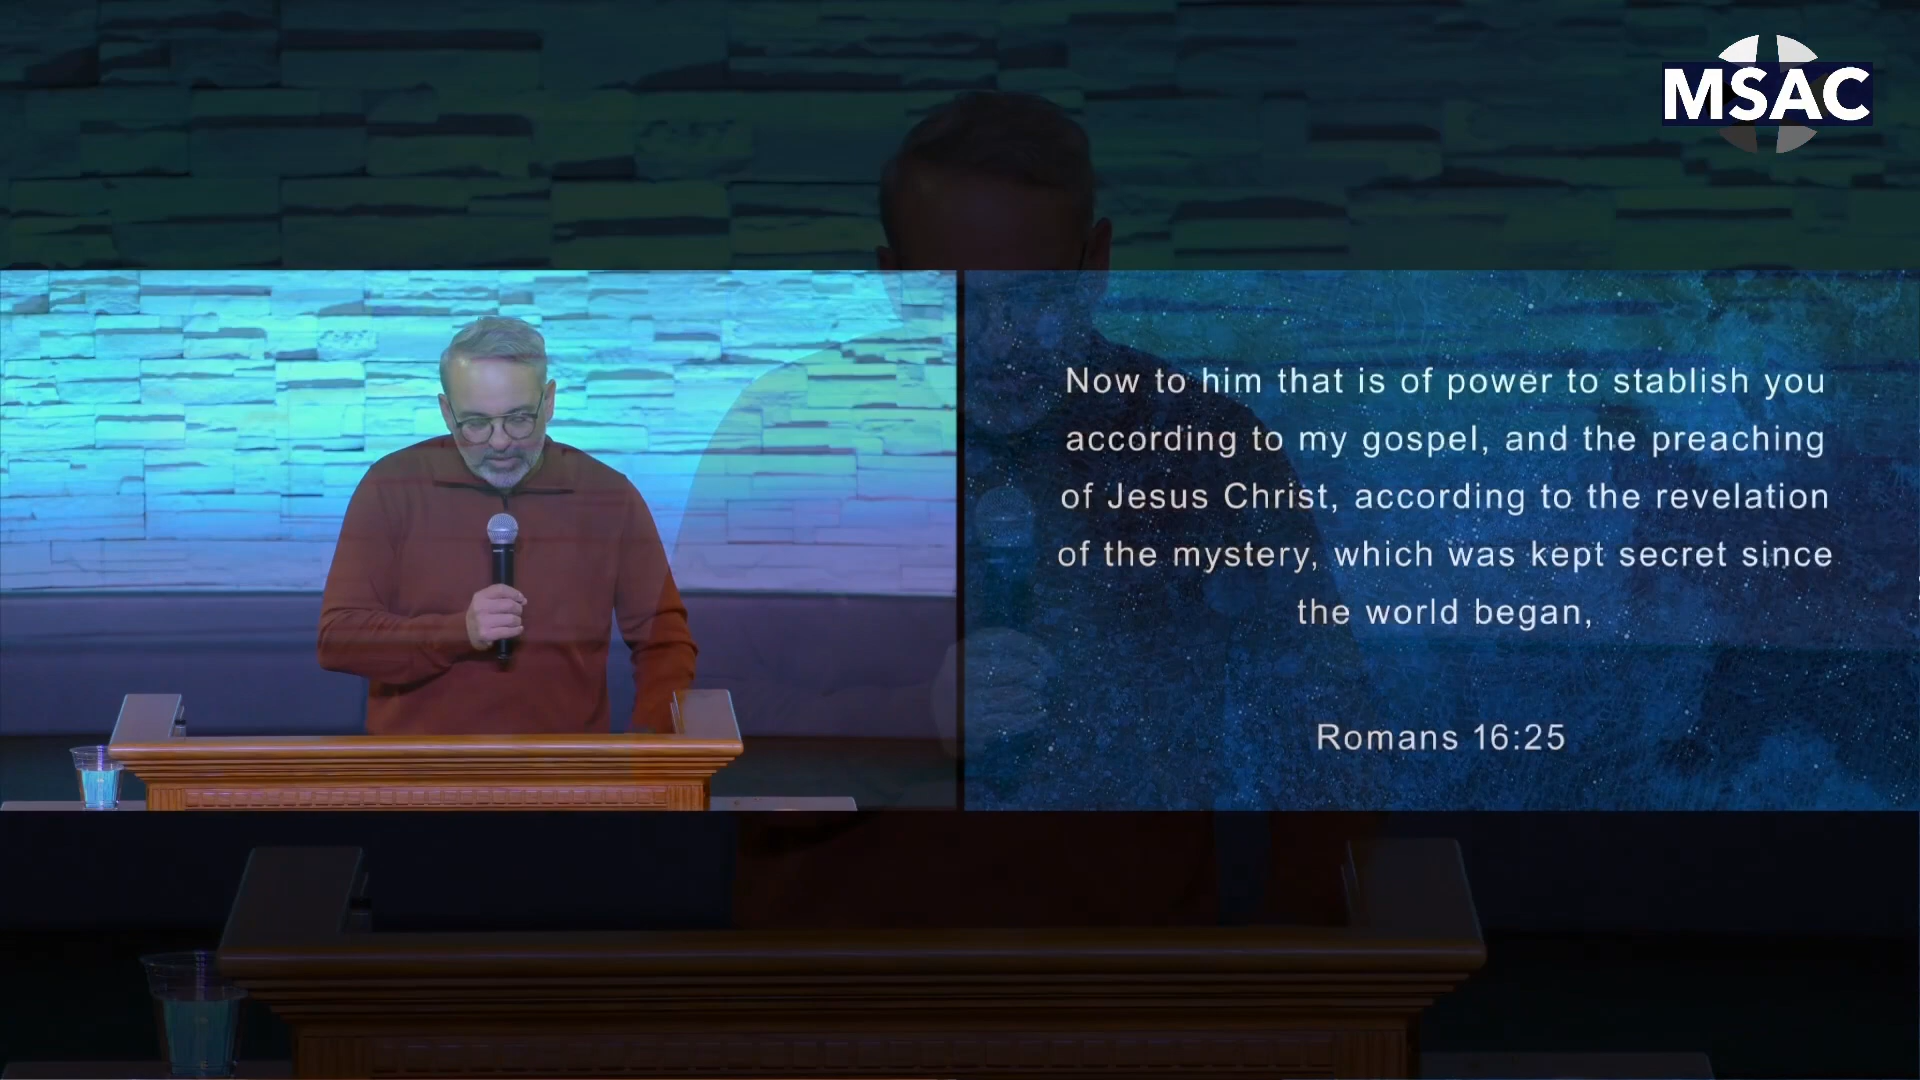 MSAC
Now to him that is of power to stablish you
according to my gospel, and the preaching
of Jesus Christ, according to the revelation
of the mystery, which was kept secret since
the world began,
Romans 16:25